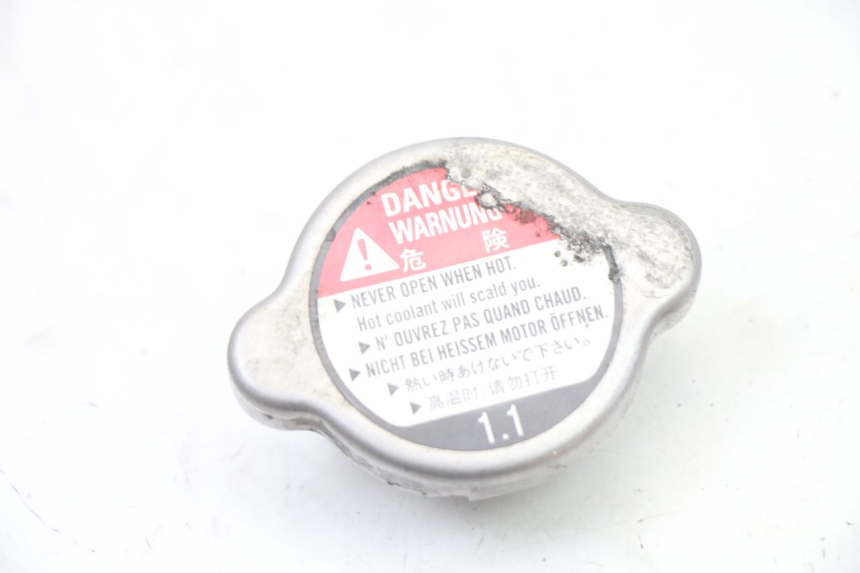 DANGE
WARNUNG
危 険
▶ NEVER OPEN WHEN HOT.
Hot coolant will scald you.
▶ N' OUVREZ PAS QUAND CHAUD.
▶ NICHT BEI HEISSEM MOTOR ÖFFNEN.
▶ 熱い時あけないで下さい。
▶ 高温时, 请勿打开
1.1